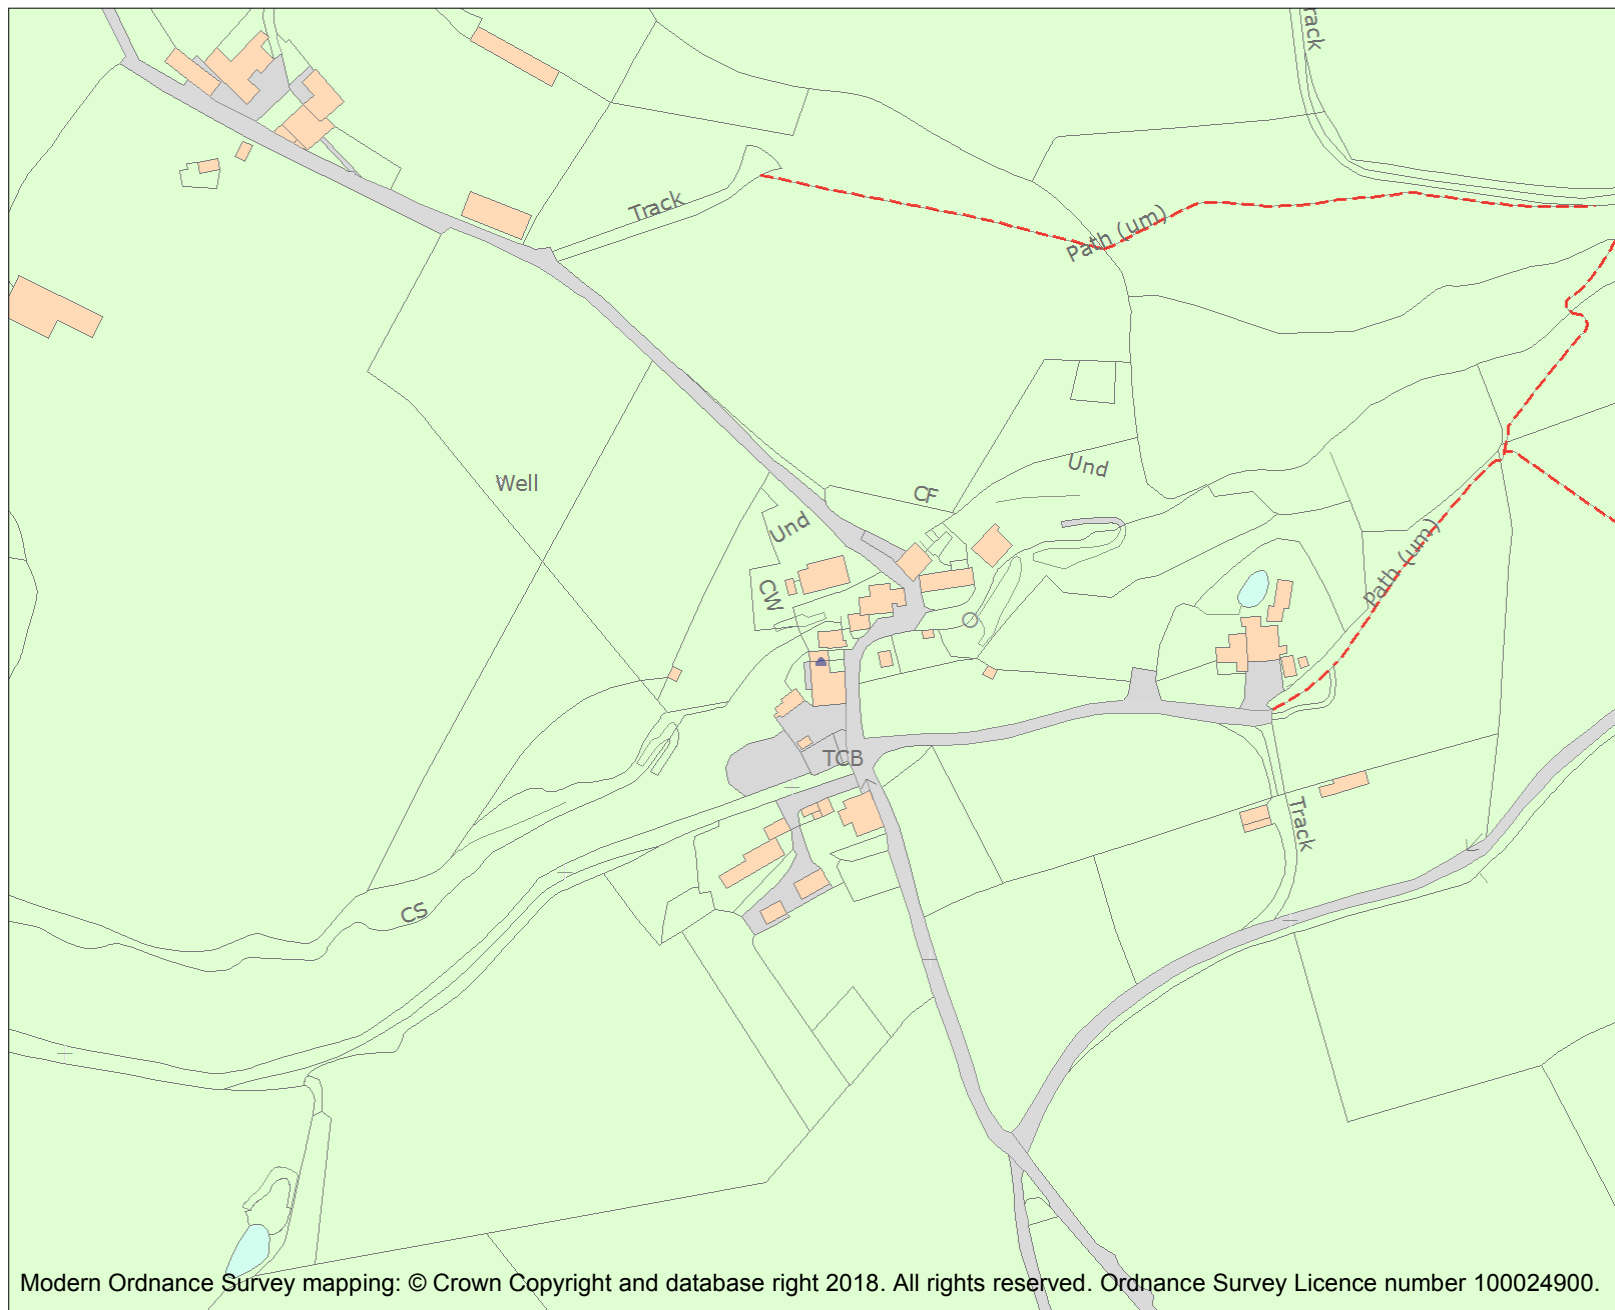 rack
Track
Path (um)
Und
Well
CF
Und
CW
Path (um)
TCB
Track
CS
Modern Ordnance Survey mapping: © Crown Copyright and database right 2018. All rights reserved. Ordnance Survey Licence number 100024900.